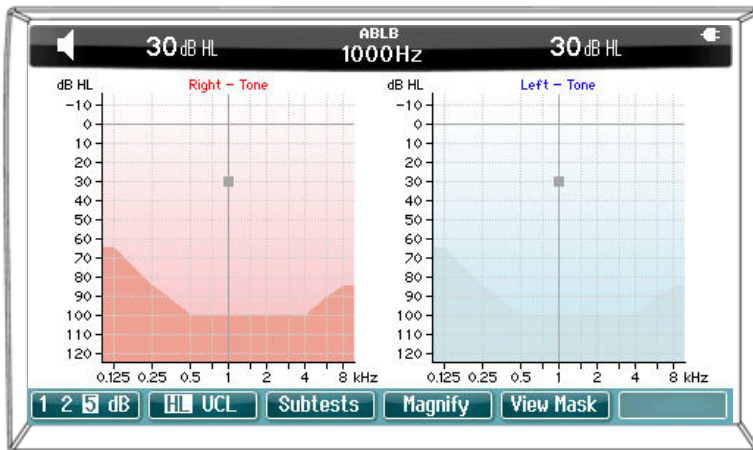 ABLB
30 dB HL 1000Hz 30 dB HL
dB HL Right - Tone dB HL Left - Tone
-10 -10
0 0
10 10
20 20
30 30
40 40
50 50
60 60
70 70
80 80
90 90
100 100
110 110
120 120
0.125 0.25 0.5 1 2 4 8 kHz 0.125 0.25 0.5 1 2 4 8 kHz
1 2 5 dB HL UCL Subtests Magnify View Mask